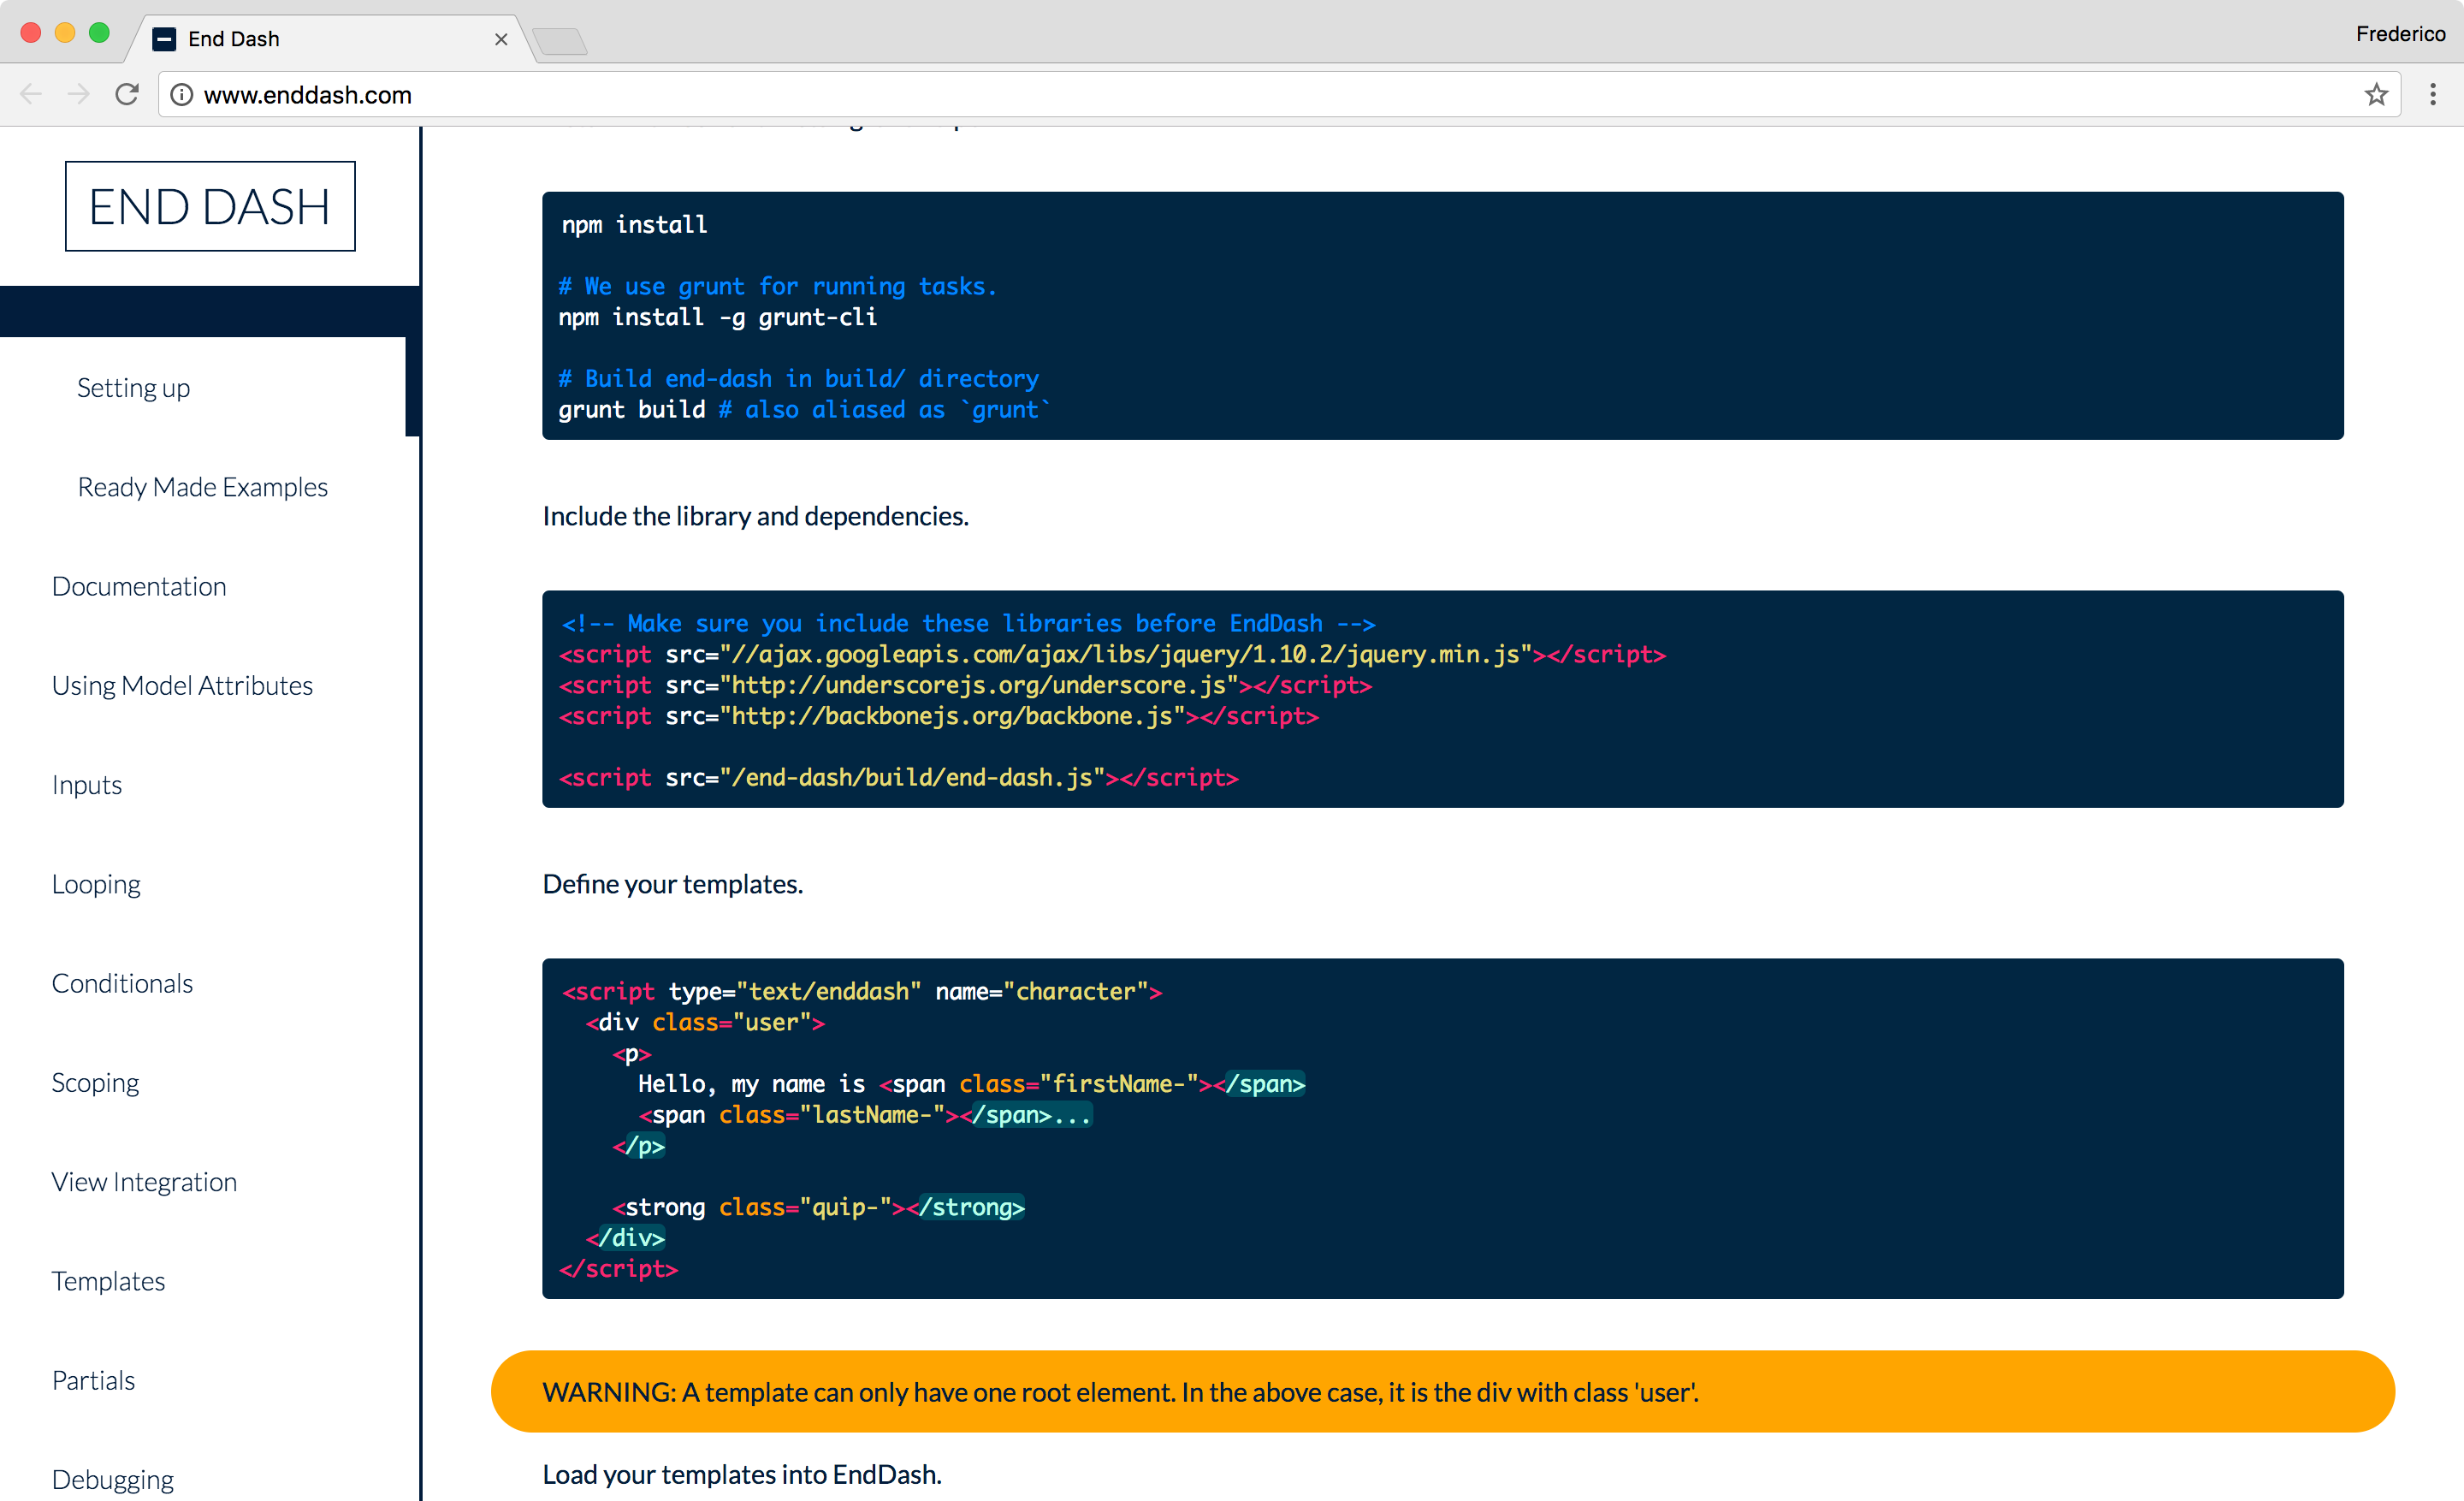 End Dash
Frederico
www.enddash.com
END DASH
Setting up
Ready Made Examples
Documentation
Using Model Attributes
Inputs
Looping
Conditionals
Scoping
View Integration
Templates
Partials
Debugging
npm install
# We use grunt for running tasks.
npm install -g grunt-cli
# Build end-dash in build/ directory
grunt build # also aliased as `grunt`
Include the library and dependencies.
<!-- Make sure you include these libraries before EndDash -->
<script src="//ajax.googleapis.com/ajax/libs/jquery/1.10.2/jquery.min.js"></script>
<script src="http://underscorejs.org/underscore.js"></script>
<script src="http://backbonejs.org/backbone.js"></script>
<script src="/end-dash/build/end-dash.js"></script>
Define your templates.
<script type="text/enddash" name="character">
<div class="user">
<p>
Hello, my name is <span class="firstName-"></span>
<span class="lastName-"></span>...
</p>
<strong class="quip-"></strong>
</div>
</script>
WARNING: A template can only have one root element. In the above case, it is the div with class 'user'.
Load your templates into EndDash.